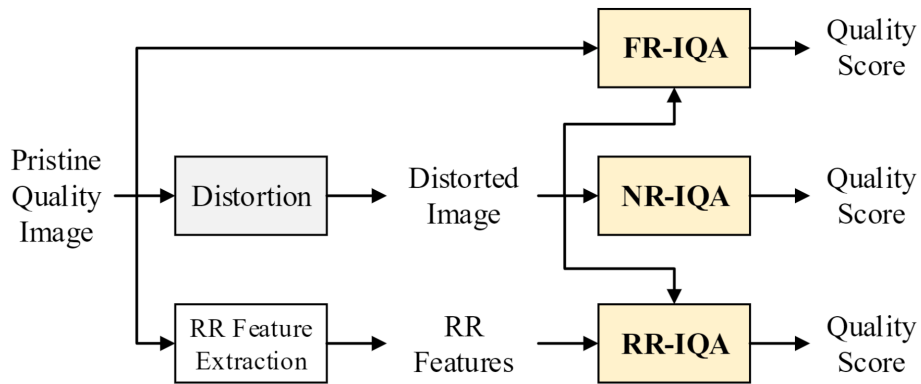 FR-IQA
Quality
Score
Pristine
Quality
Image
Distortion
Distorted
Image
NR-IQA
Quality
Score
RR Feature
Extraction
RR
Features
RR-IQA
Quality
Score